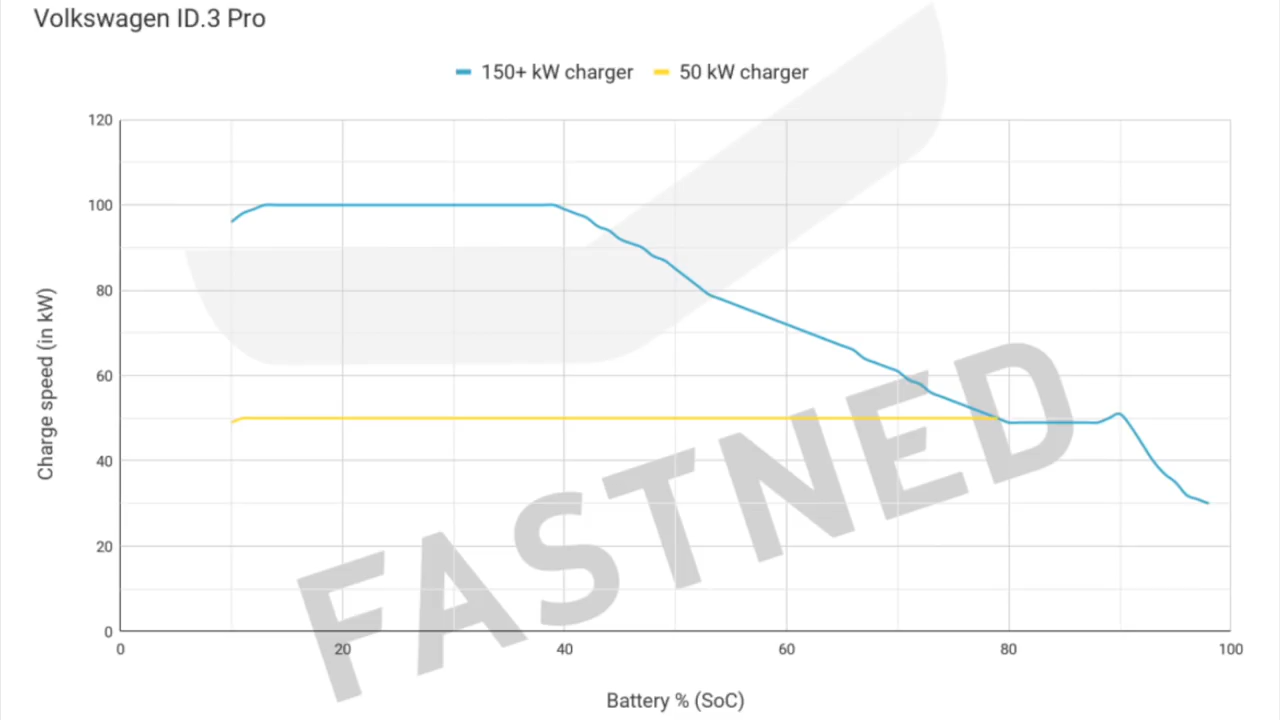 Volkswagen ID.3 Pro
150+ kW charger 50 kW charger
120
100
80
60
40
20
0
0 20 40 60 80 100
Charge speed (in kW)
Battery % (SoC)
FASTNED